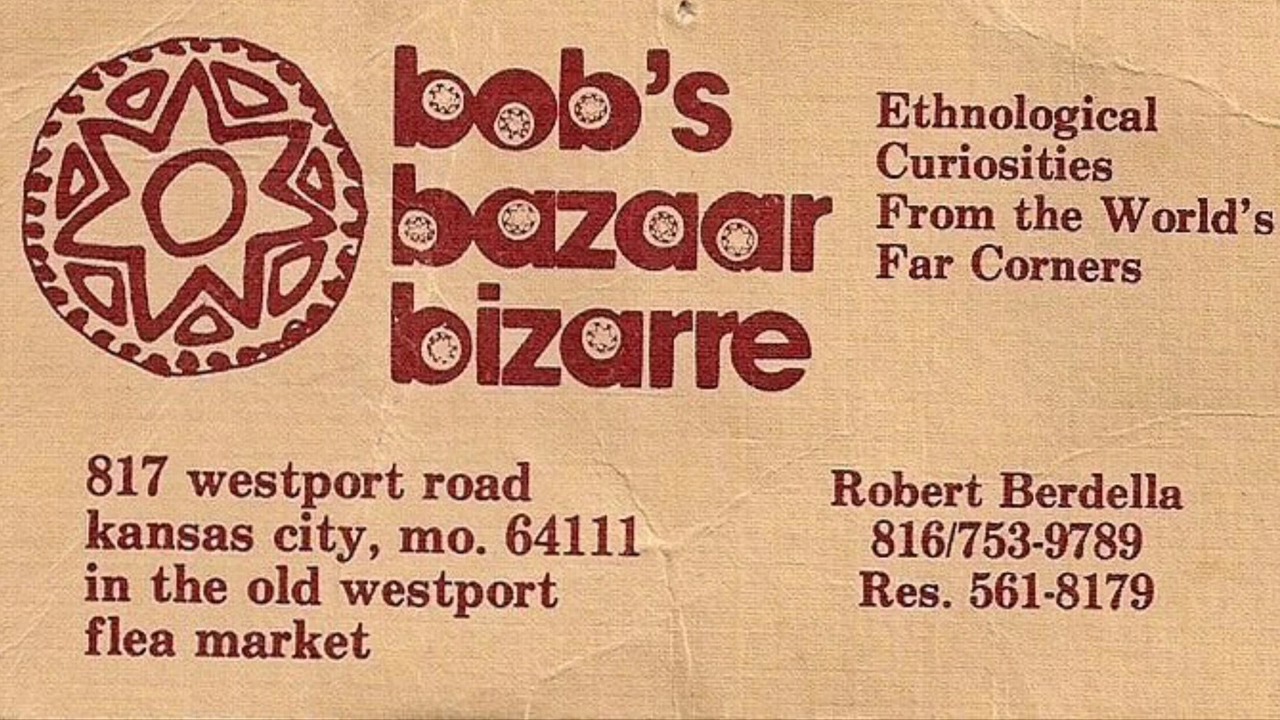 bob's
bazaar
bizarre
Ethnological
Curiosities
From the World's
Far Corners
817 westport road
kansas city, mo. 64111
in the old westport
flea market
Robert Berdella
816/753-9789
Res. 561-8179